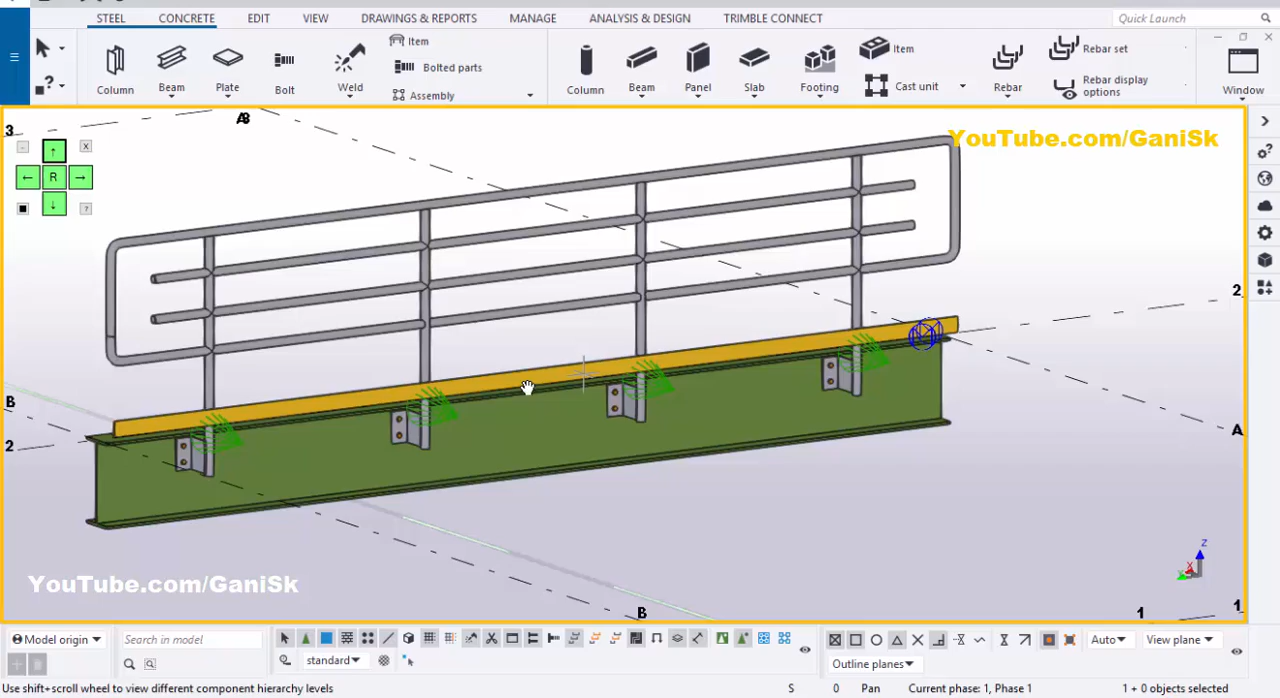 STEEL CONCRETE EDIT VIEW DRAWINGS & REPORTS MANAGE ANALYSIS & DESIGN TRIMBLE CONNECT Quick Launch
Item Item Rebar set
Bolted parts
Rebar display
options
Column Beam Plate Bolt Weld Assembly Column Beam Panel Slab Footing Cast unit Rebar Window
3
A3
YouTube.com/GaniSk
X
R
?
2
B
2
A
YouTube.com/GaniSk
Z
B
1
1
Model origin Search in model Auto View plane
standard Outline planes
Use shift+scroll wheel to view different component hierarchy levels S 0 Pan Current phase: 1, Phase 1 1 + 0 objects selected